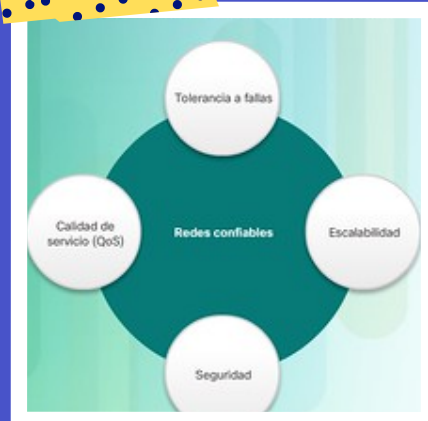 Tolerancia a fallas
Calidad de
servicio (QoS)
Redes confiables
Escalabilidad
Seguridad